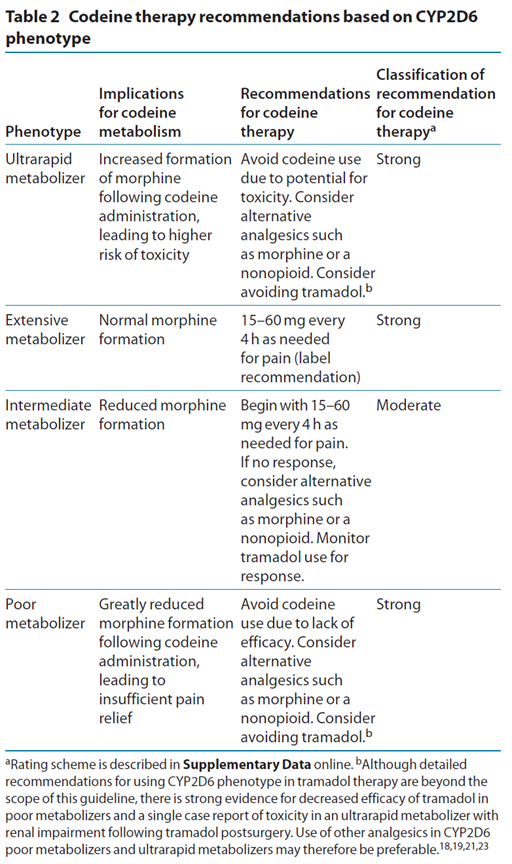 Table 2 Codeine therapy recommendations based on CYP2D6
phenotype
Phenotype
Implications
for codeine
metabolism
Recommendations
for codeine
therapy
Classification of
recommendation
for codeine
therapyᵃ
Ultrarapid
metabolizer
Increased formation
of morphine
following codeine
administration,
leading to higher
risk of toxicity
Avoid codeine use
due to potential for
toxicity. Consider
alternative
analgesics such
as morphine or a
nonopioid. Consider
avoiding tramadol.ᵇ
Strong
Extensive
metabolizer
Normal morphine
formation
15–60 mg every
4 h as needed
for pain (label
recommendation)
Strong
Intermediate
metabolizer
Reduced morphine
formation
Begin with 15–60
mg every 4 h as
needed for pain.
If no response,
consider alternative
analgesics such
as morphine or a
nonopioid. Monitor
tramadol use for
response.
Moderate
Poor
metabolizer
Greatly reduced
morphine formation
following codeine
administration,
leading to
insufficient pain
relief
Avoid codeine
use due to lack of
efficacy. Consider
alternative
analgesics such
as morphine or a
nonopioid. Consider
avoiding tramadol.ᵇ
Strong
ᵃRating scheme is described in Supplementary Data online. ᵇAlthough detailed
recommendations for using CYP2D6 phenotype in tramadol therapy are beyond the
scope of this guideline, there is strong evidence for decreased efficacy of tramadol in
poor metabolizers and a single case report of toxicity in an ultrarapid metabolizer with
renal impairment following tramadol postsurgery. Use of other analgesics in CYP2D6
poor metabolizers and ultrarapid metabolizers may therefore be preferable.¹⁸,¹⁹,²¹,²³